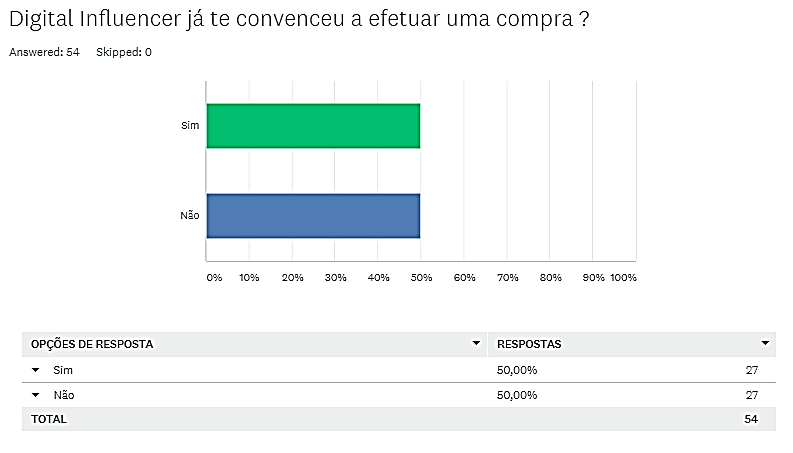 Digital Influencer já te convenceu a efetuar uma compra ?
Answered: 54 Skipped: 0
Sim
Não
0% 10% 20% 30% 40% 50% 60% 70% 80% 90% 100%
OPÇÕES DE RESPOSTA RESPOSTAS
Sim 50,00% 27
Não 50,00% 27
TOTAL 54